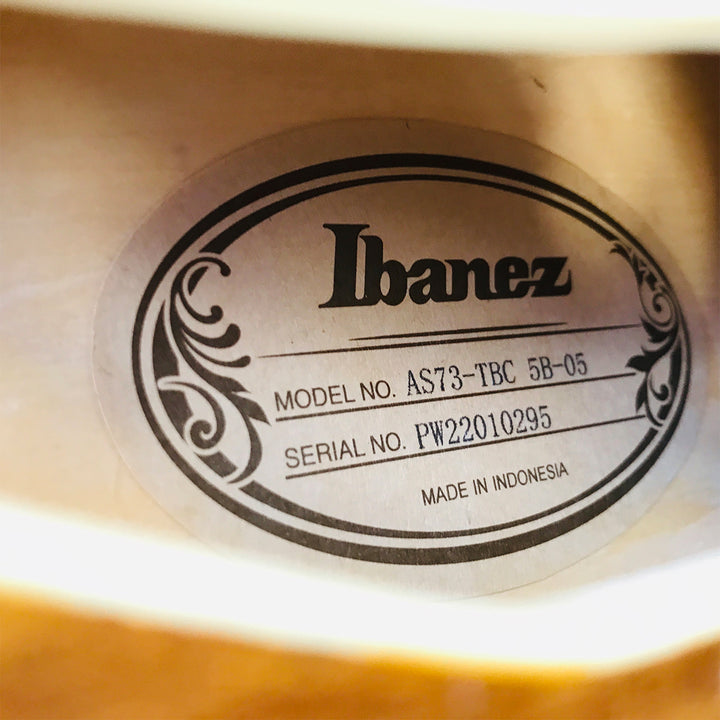 Ibanez
MODEL NO. AS73-TBC 5B-05
SERIAL NO. PW22010295
MADE IN INDONESIA